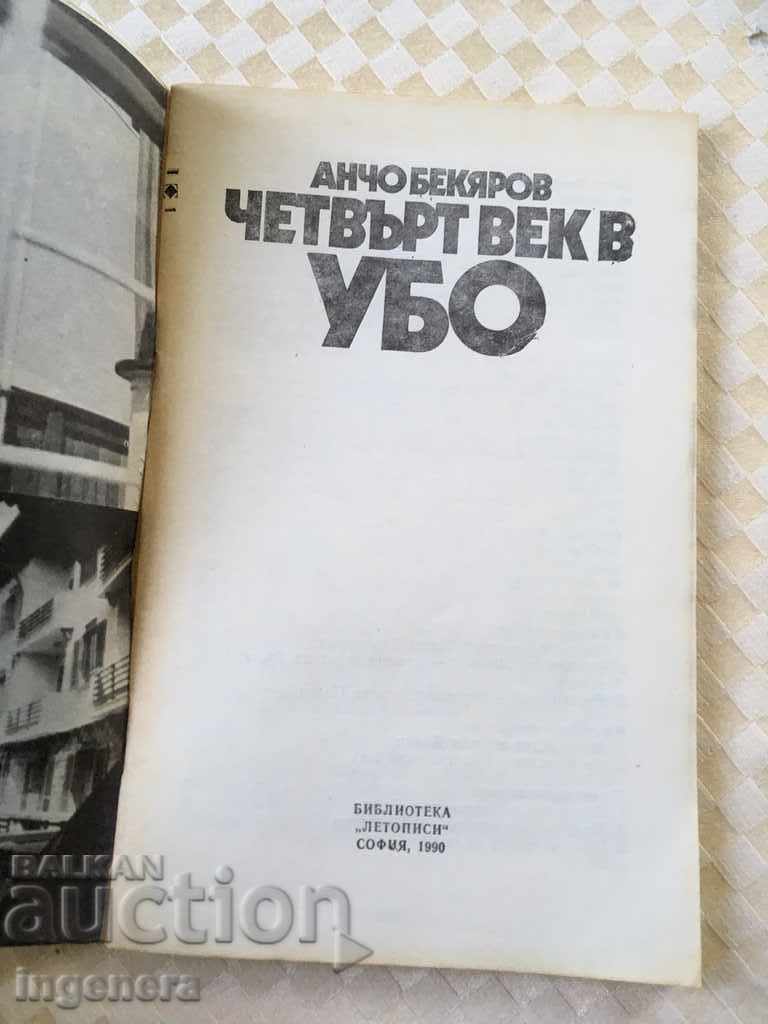 АНЧО БЕКЯРОВ
ЧЕТВЪРТ ВЕК В
УБО
БИБЛИОТЕКА
„ЛЕТОПИСИ“
СОФИЯ, 1990
BALKAN
auction
ingenera